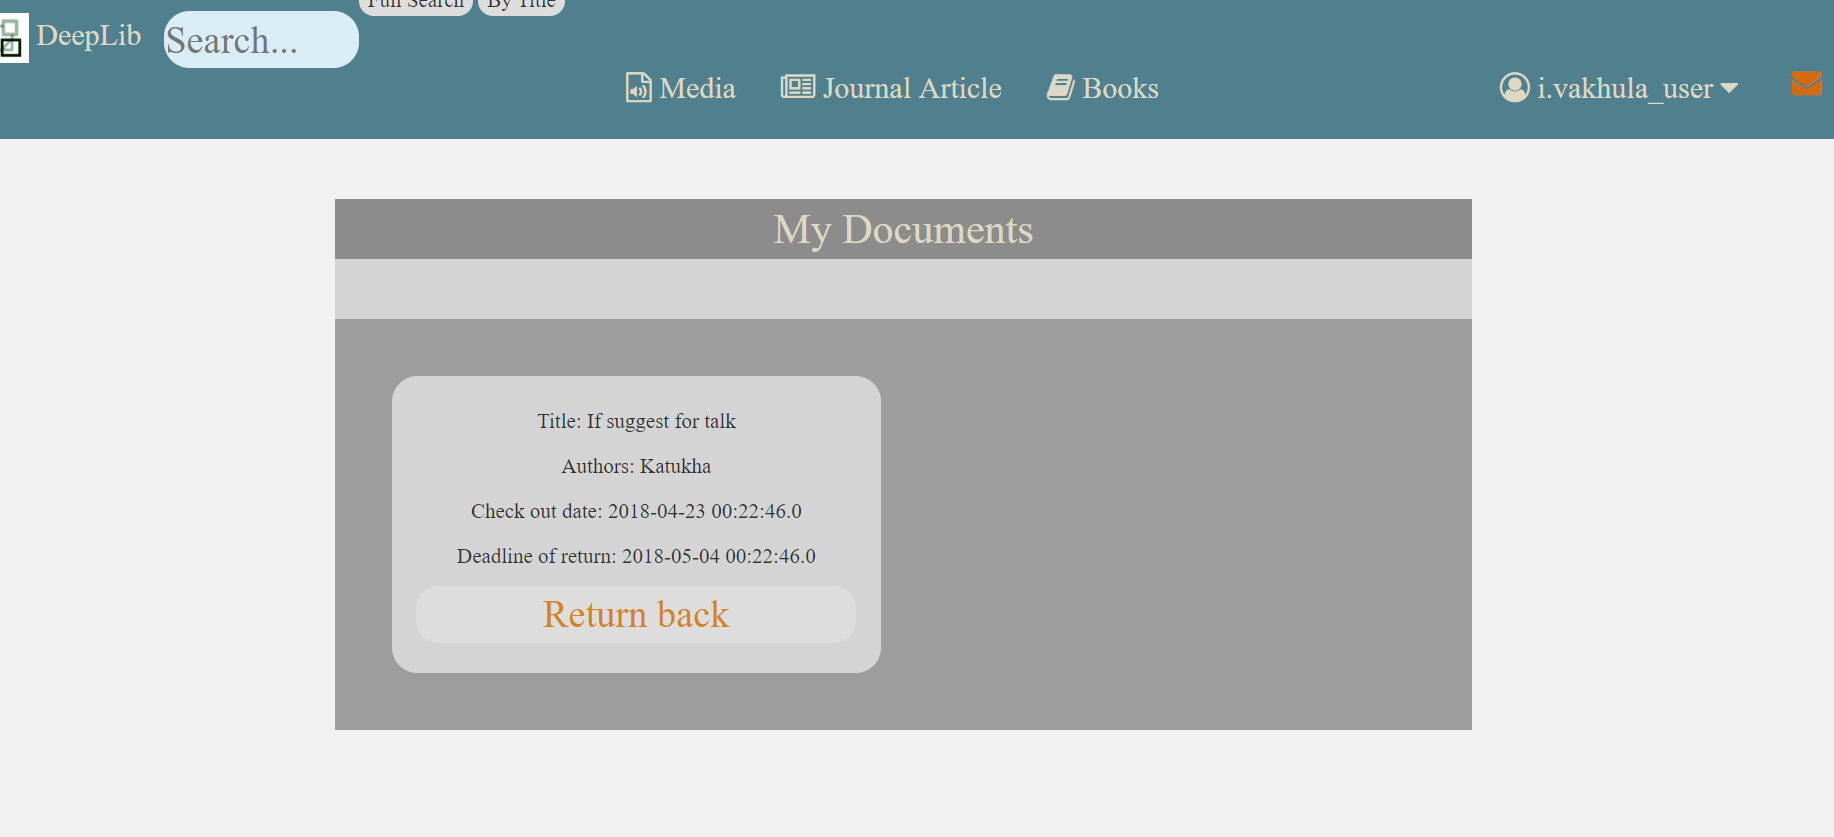 Full Search By Title
DeepLib
Search...
Media Journal Article Books i.vakhula_user
My Documents
Title: If suggest for talk
Authors: Katukha
Check out date: 2018-04-23 00:22:46.0
Deadline of return: 2018-05-04 00:22:46.0
Return back